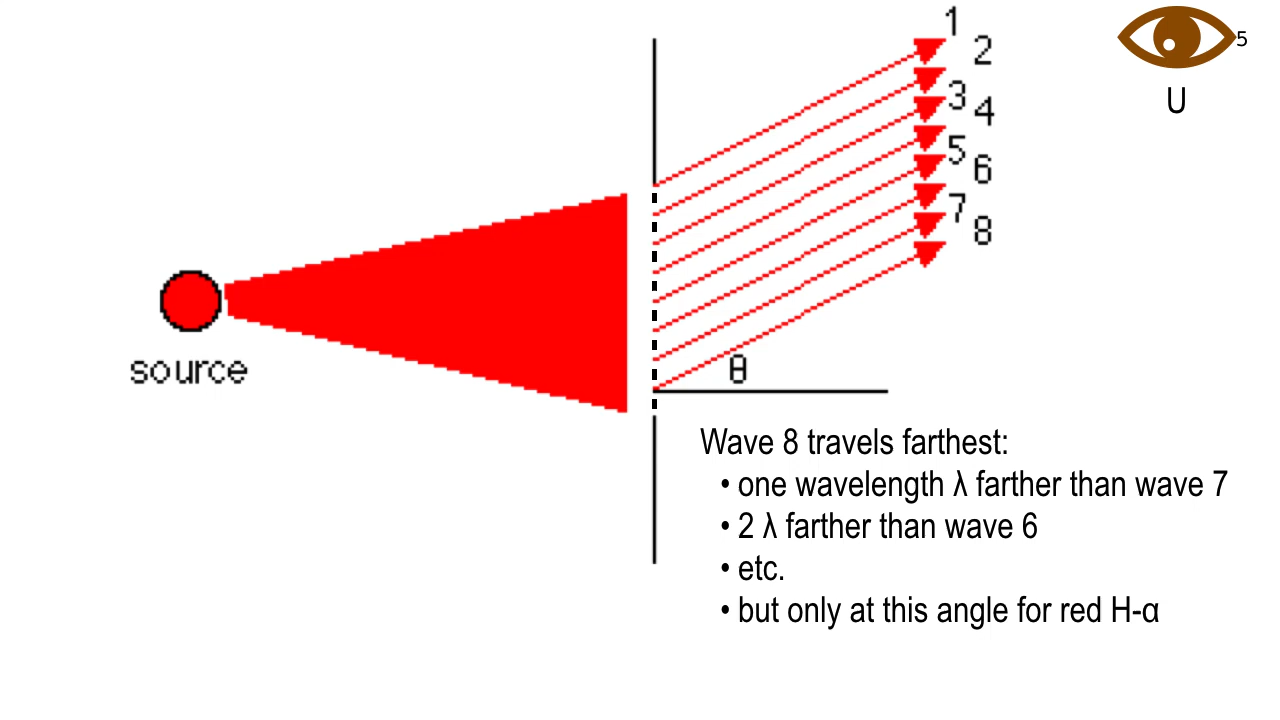 1
2
3
4
5
6
7
8
5
U
source
θ
Wave 8 travels farthest:
• one wavelength λ farther than wave 7
• 2 λ farther than wave 6
• etc.
• but only at this angle for red H-α